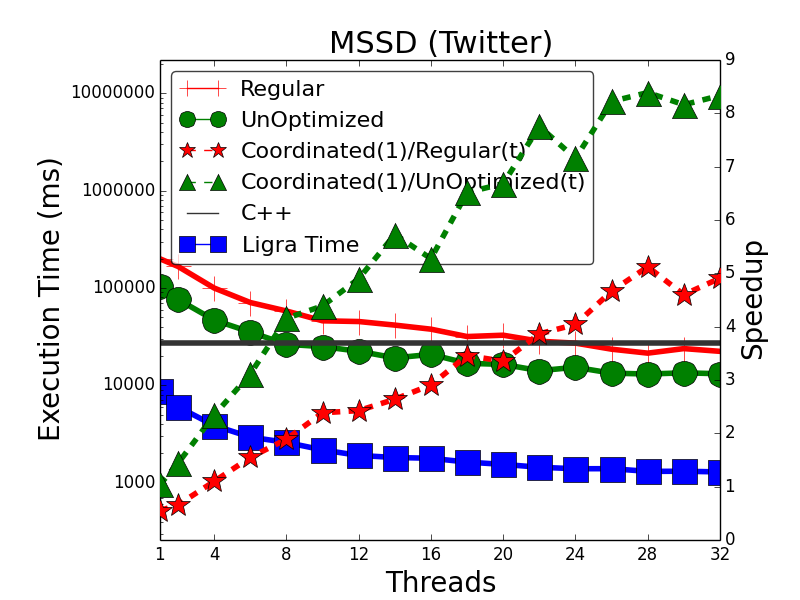 MSSD (Twitter)
Regular
UnOptimized
Coordinated(1)/Regular(t)
Coordinated(1)/UnOptimized(t)
C++
Ligra Time
Execution Time (ms)
10000000
1000000
100000
10000
1000
Speedup
9
8
7
6
5
4
3
2
1
0
1 4 8 12 16 20 24 28 32
Threads